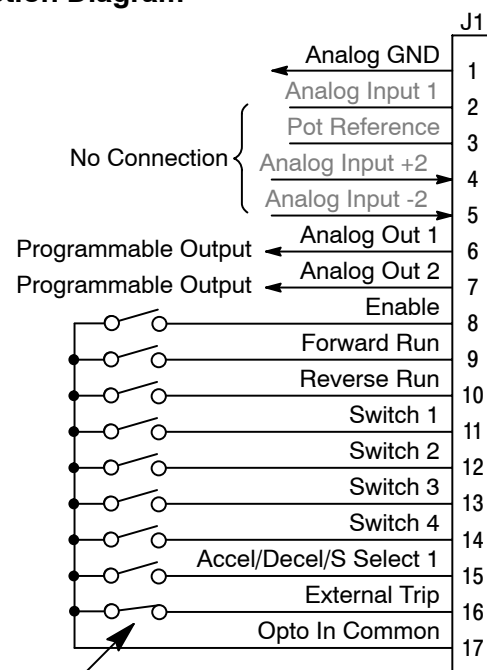 J1
Analog GND 1
Analog Input 1 2
Pot Reference 3
No Connection
Analog Input +2 4
Analog Input -2 5
Programmable Output Analog Out 1 6
Programmable Output Analog Out 2 7
Enable 8
Forward Run 9
Reverse Run 10
Switch 1 11
Switch 2 12
Switch 3 13
Switch 4 14
Accel/Decel/S Select 1 15
External Trip 16
Opto In Common 17